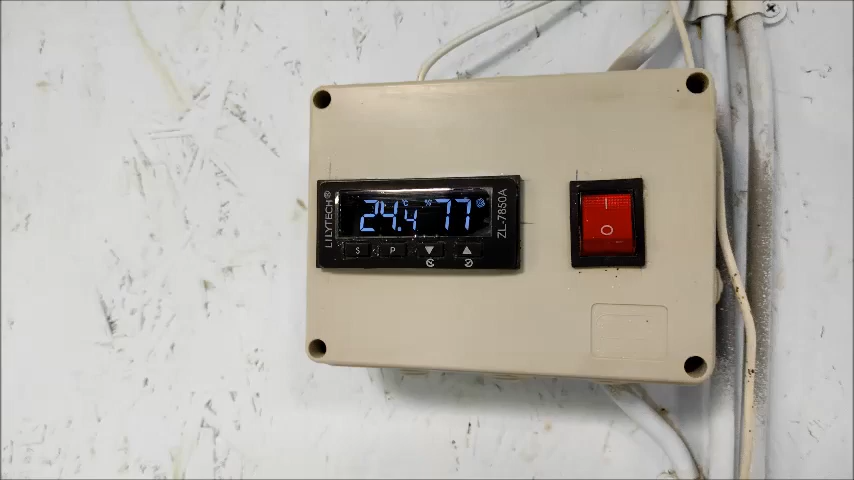 LILYTECH®
24.4 °C 77 %
S P ▼ ▲
ZL-7850A
I
O